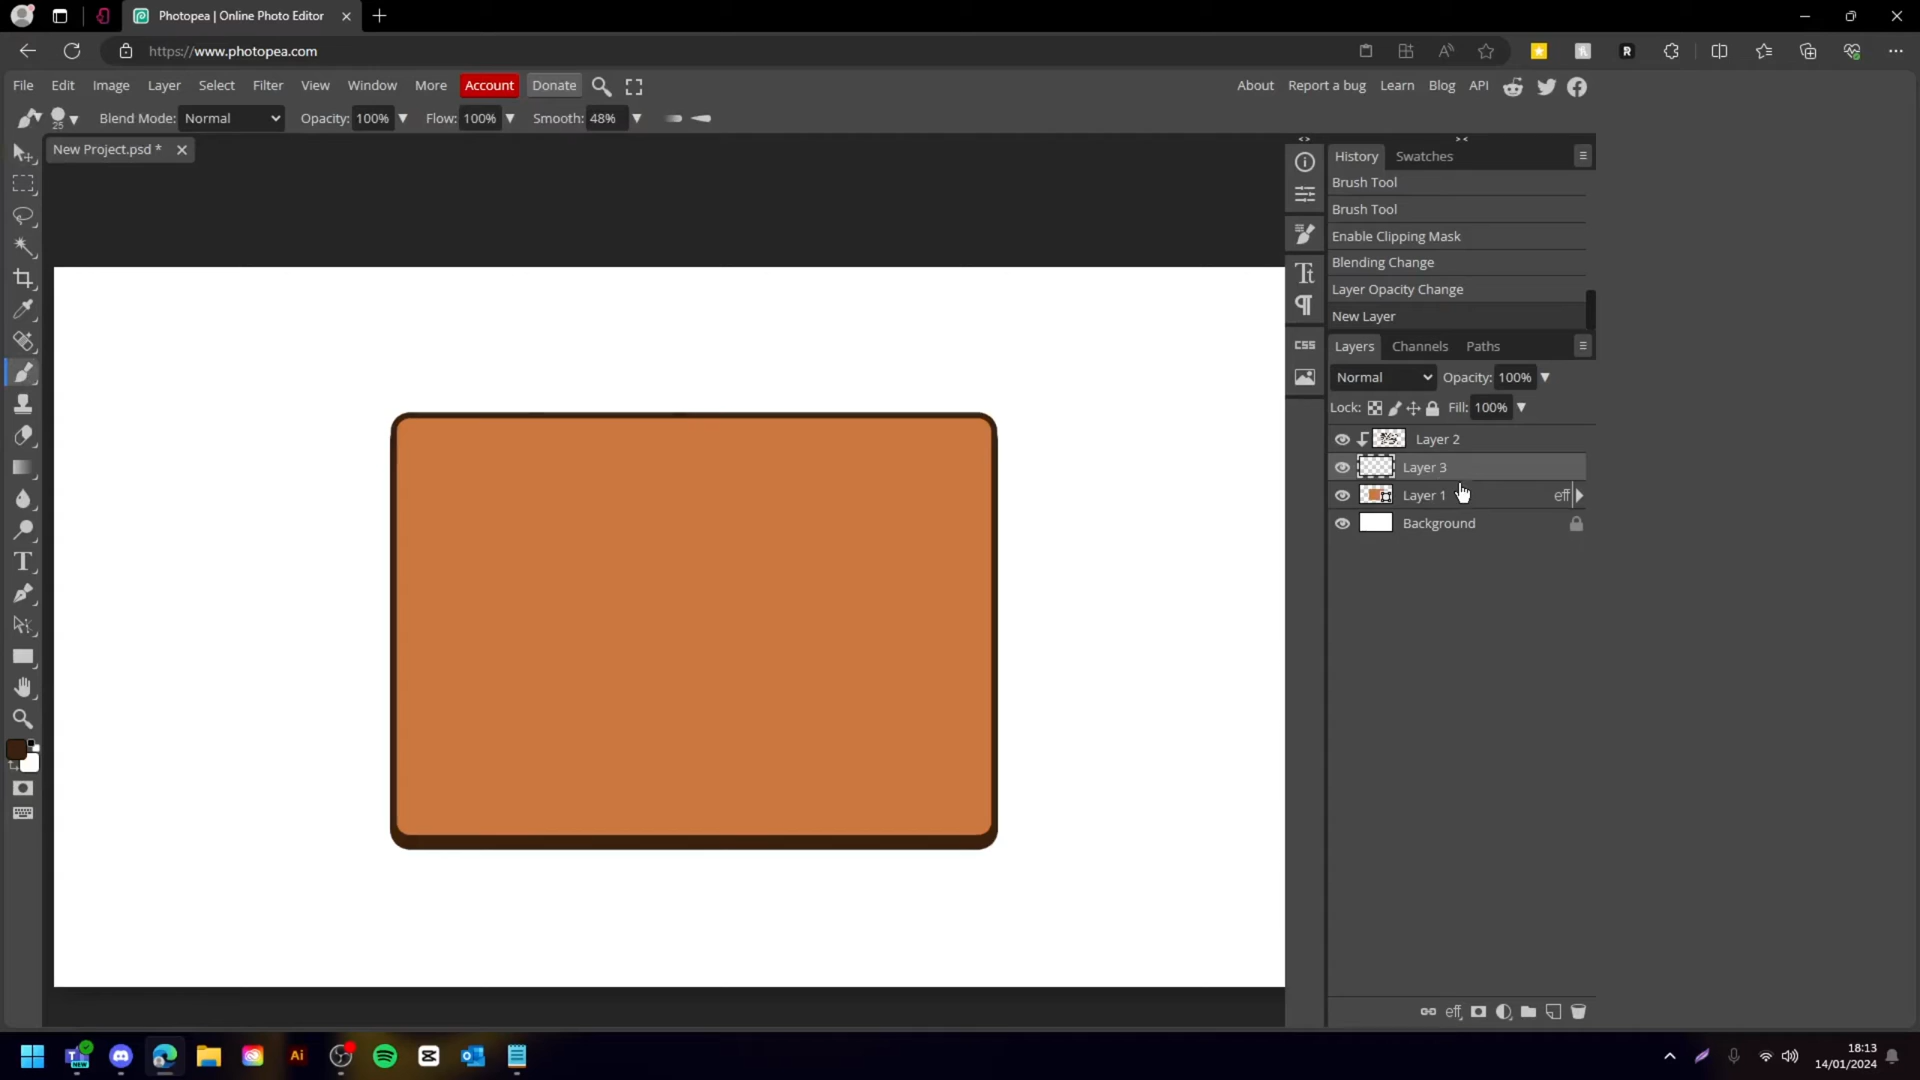 Photopea | Online Photo Editor
https://www.photopea.com
File Edit Image Layer Select Filter View Window More Account Donate
About Report a bug Learn Blog API
25 Blend Mode: Normal Opacity: 100% Flow: 100% Smooth: 48%
New Project.psd *
History Swatches
Brush Tool
Brush Tool
Enable Clipping Mask
Blending Change
Layer Opacity Change
New Layer
CSS
Layers Channels Paths
Normal Opacity: 100%
Lock: Fill: 100%
Layer 2
Layer 3
Layer 1 eff
Background
eff
NEW
Ai
18:13
14/01/2024